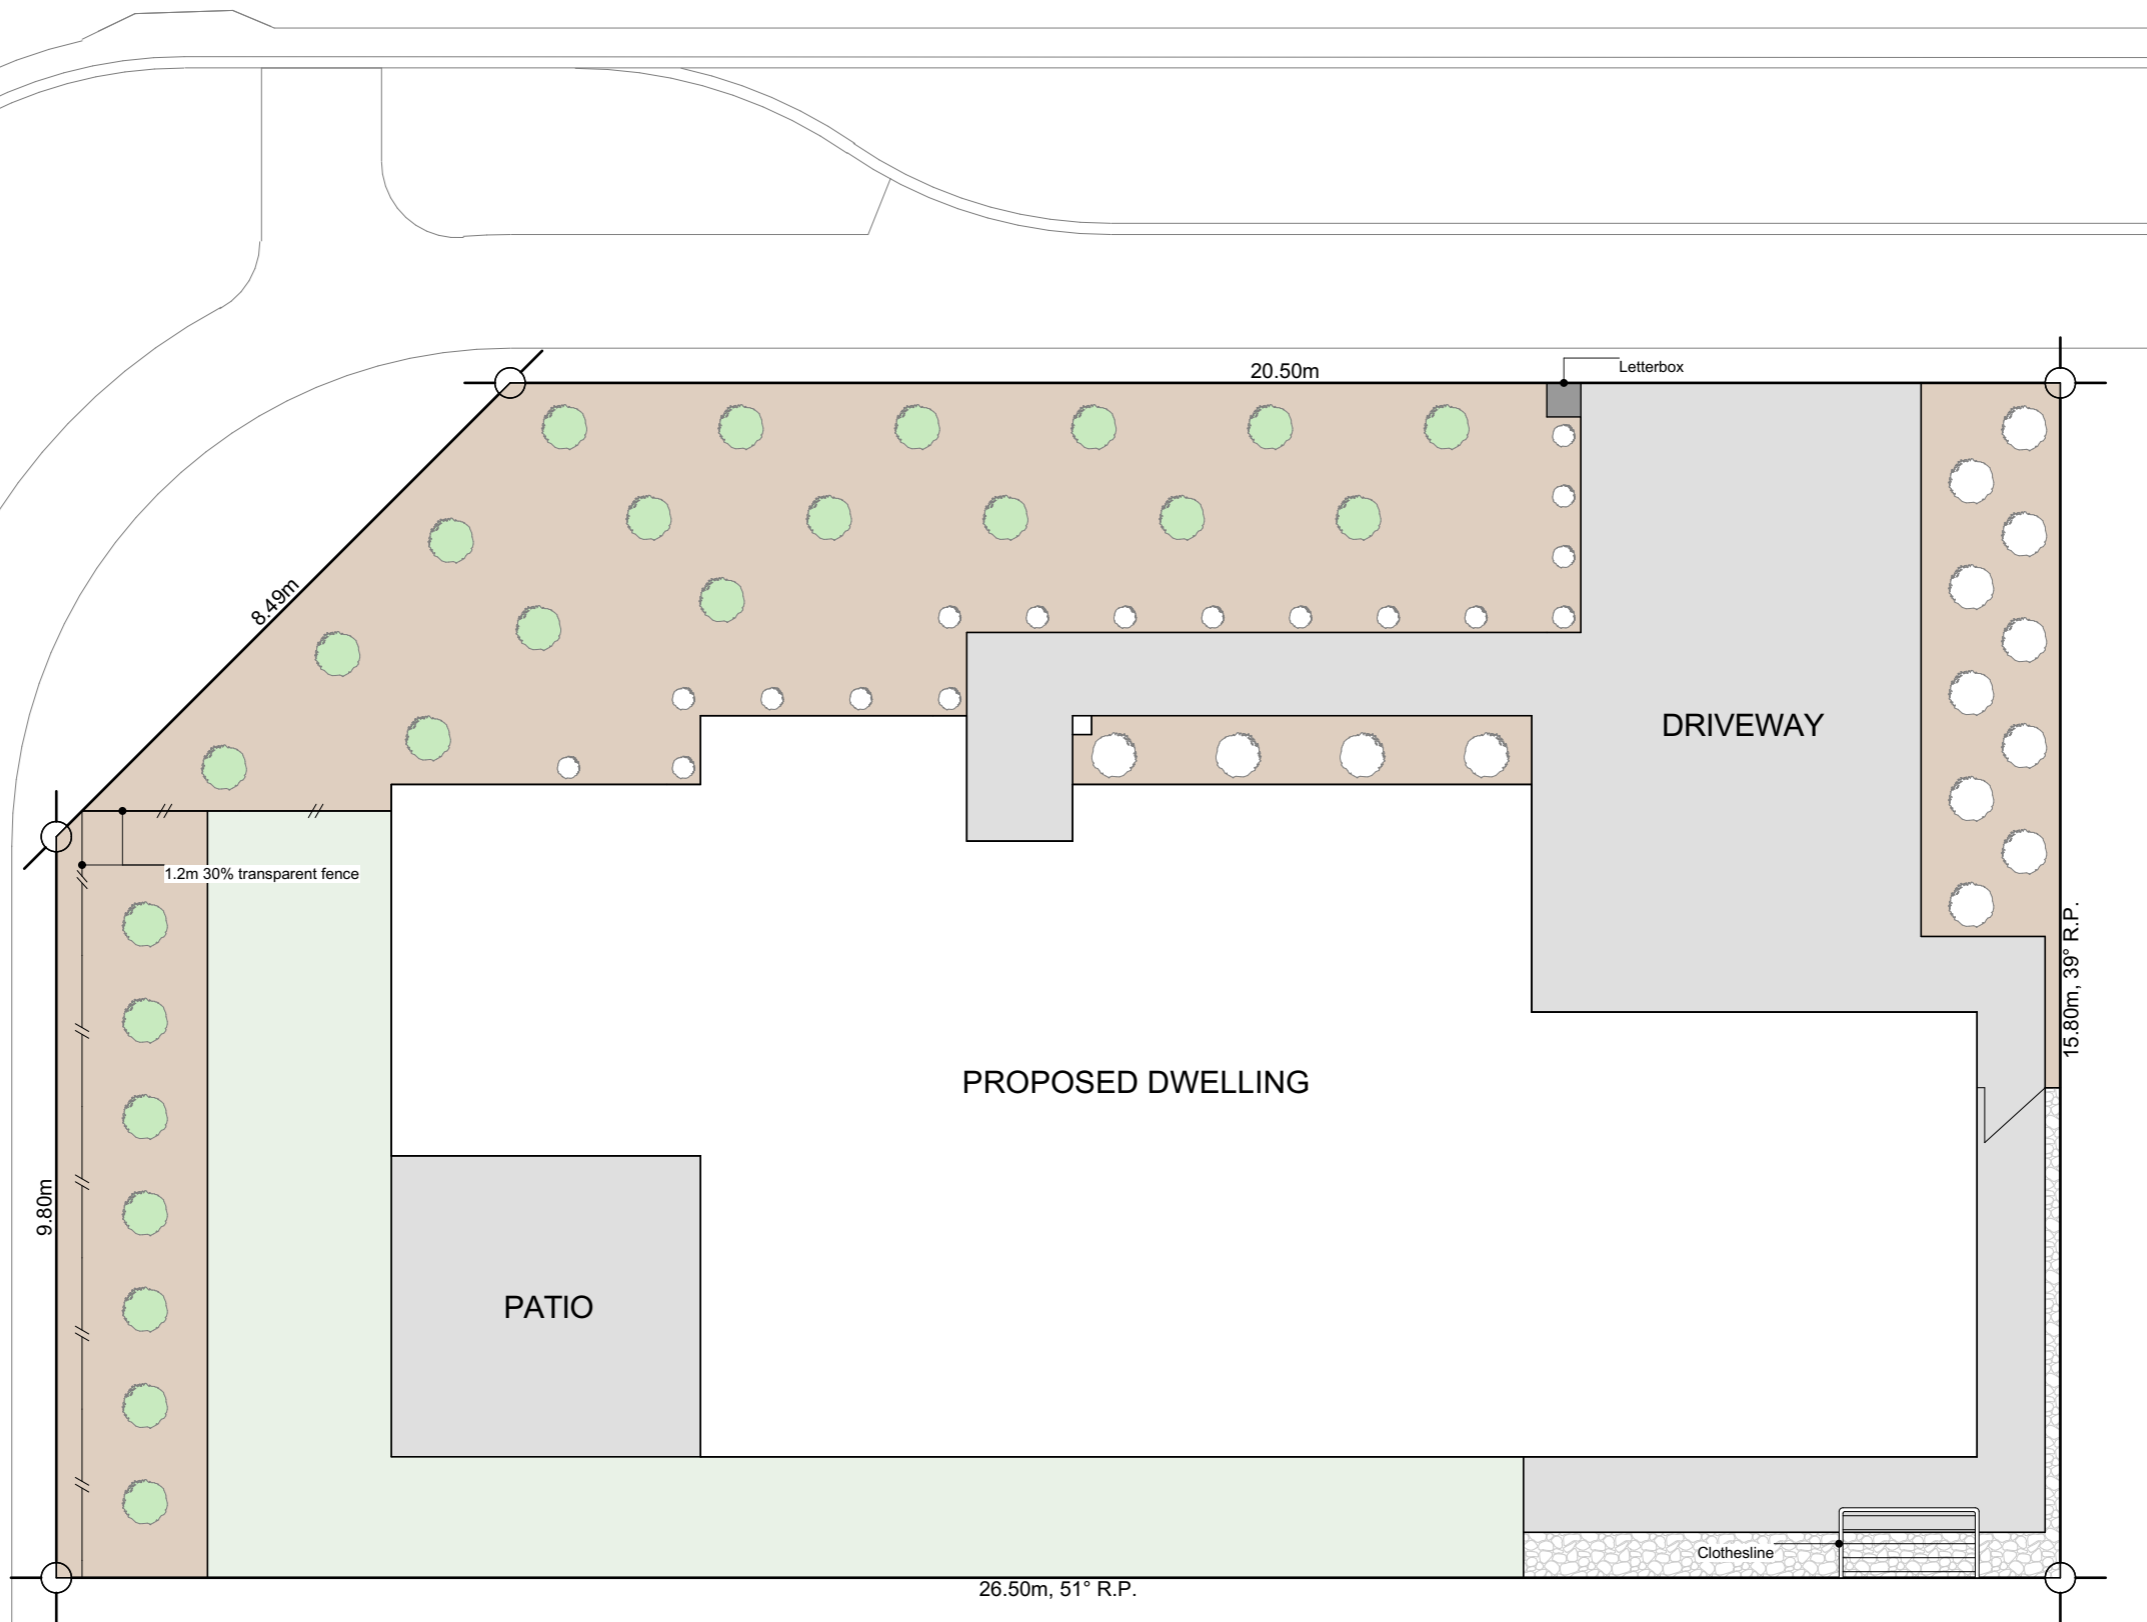 20.50m
Letterbox
8.49m
DRIVEWAY
1.2m 30% transparent fence
15.80m, 39° R.P.
PROPOSED DWELLING
9.80m
PATIO
Clothesline
26.50m, 51° R.P.